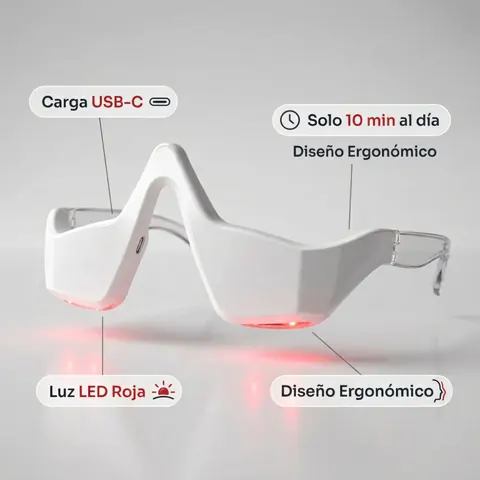 Carga USB-C
Solo 10 min al día
Diseño Ergonómico
Luz LED Roja
Diseño Ergonómico